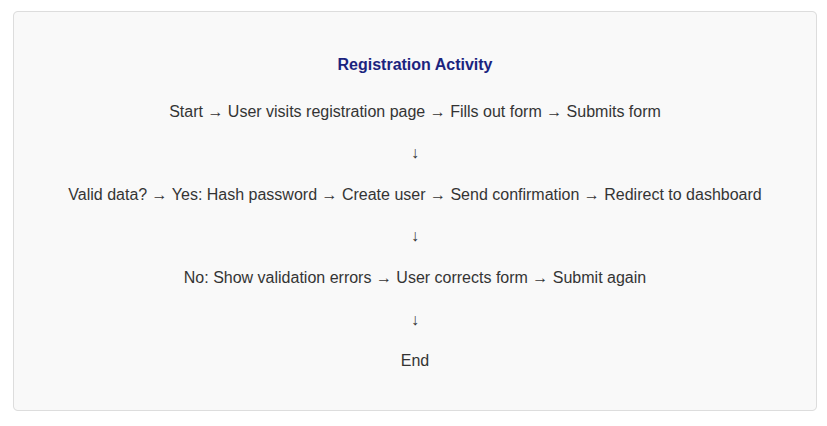 Registration Activity
Start → User visits registration page → Fills out form → Submits form
↓
Valid data? → Yes: Hash password → Create user → Send confirmation → Redirect to dashboard
↓
No: Show validation errors → User corrects form → Submit again
↓
End